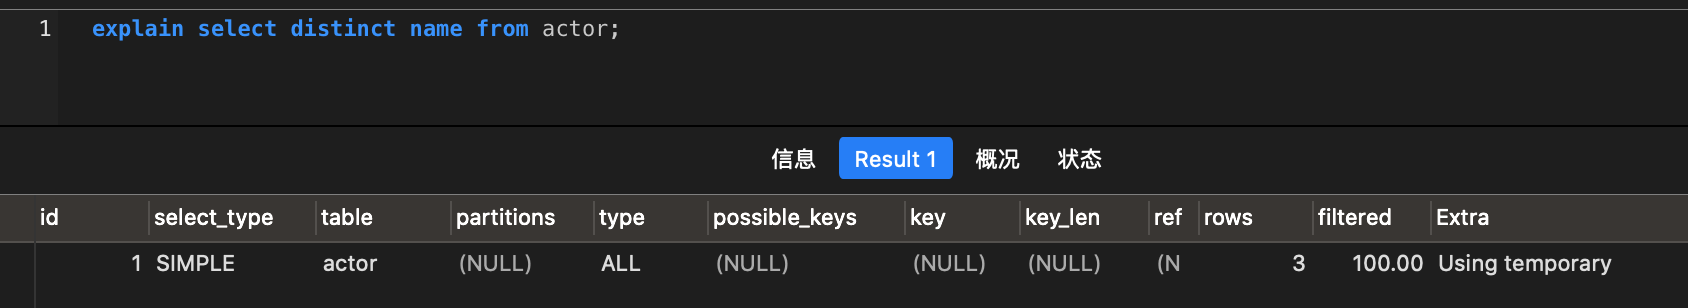 1 explain select distinct name from actor;
信息 Result 1 概况 状态
id select_type table partitions type possible_keys key key_len ref rows filtered Extra
1 SIMPLE actor (NULL) ALL (NULL) (NULL) (NULL) (N 3 100.00 Using temporary